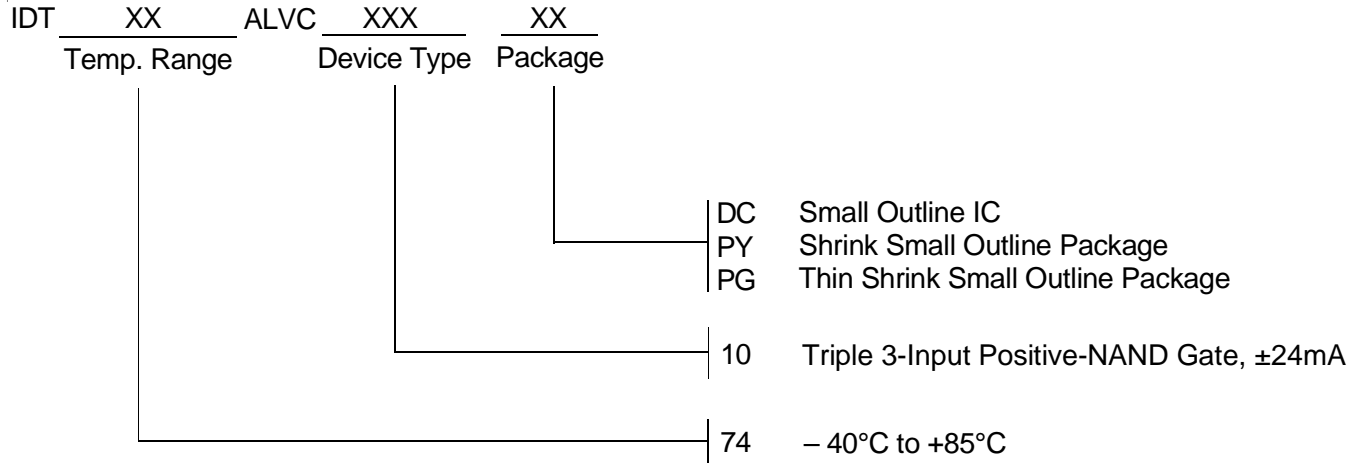 IDT XX ALVC XXX XX
Temp. Range Device Type Package
DC Small Outline IC
PY Shrink Small Outline Package
PG Thin Shrink Small Outline Package
10 Triple 3-Input Positive-NAND Gate, ±24mA
74 – 40°C to +85°C